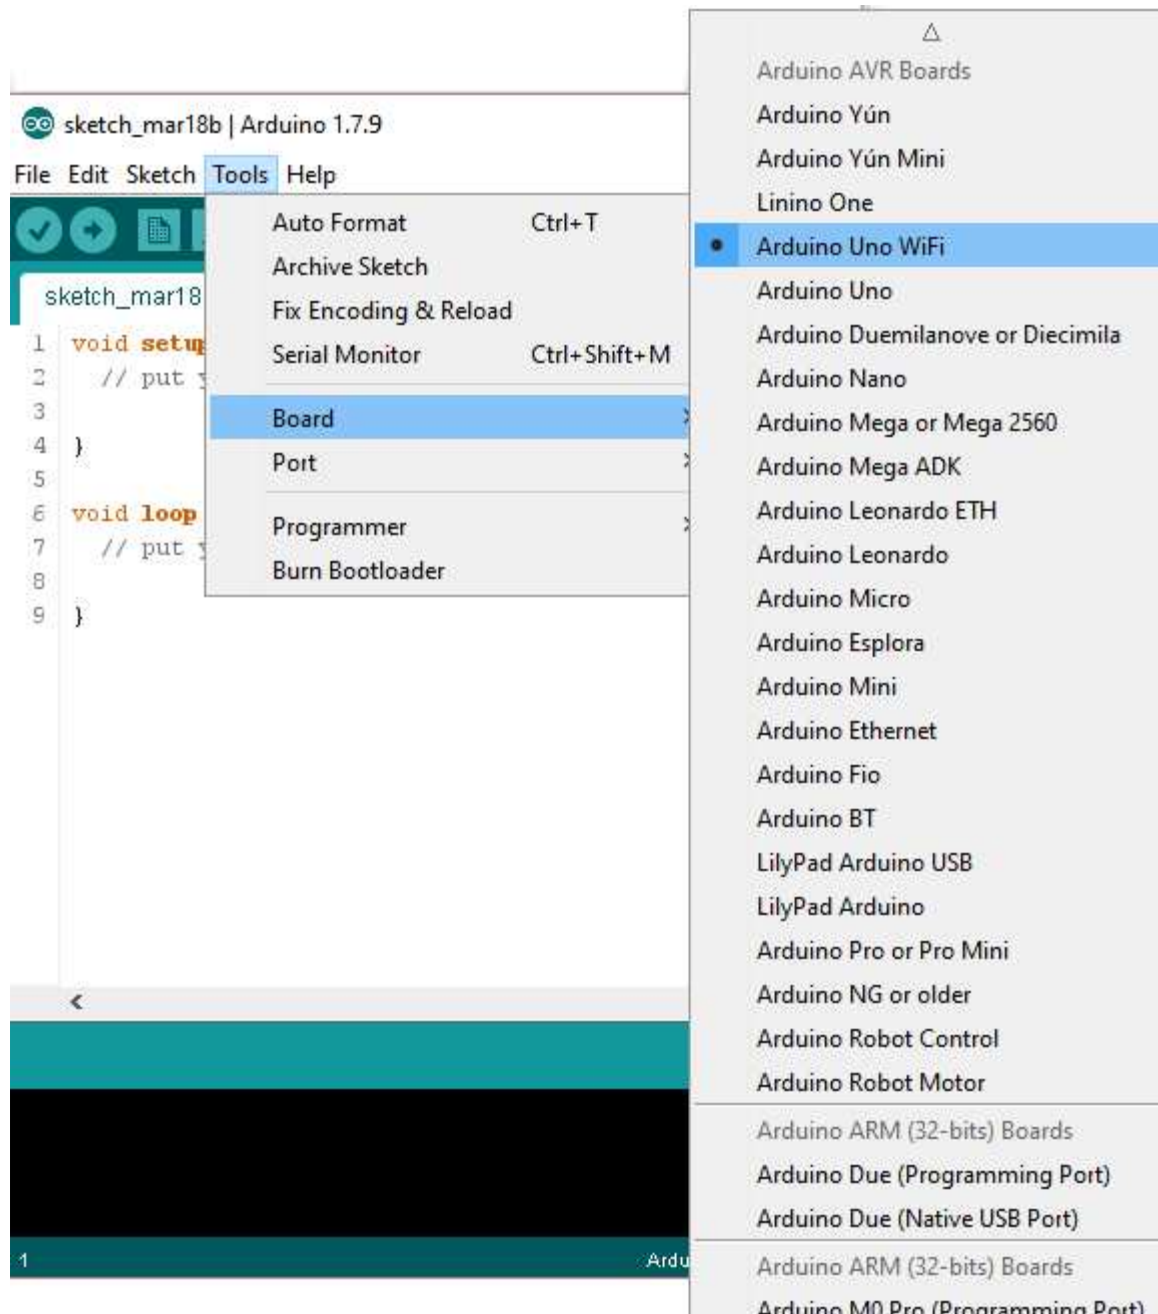 sketch_mar18b | Arduino 1.7.9
File Edit Sketch Tools Help
sketch_mar18
1 void setup
2 // put y
3
4 }
5
6 void loop
7 // put y
8
9 }
Auto Format Ctrl+T
Archive Sketch
Fix Encoding & Reload
Serial Monitor Ctrl+Shift+M
Board
Port
Programmer
Burn Bootloader
Arduino AVR Boards
Arduino Yún
Arduino Yún Mini
Linino One
Arduino Uno WiFi
Arduino Uno
Arduino Duemilanove or Diecimila
Arduino Nano
Arduino Mega or Mega 2560
Arduino Mega ADK
Arduino Leonardo ETH
Arduino Leonardo
Arduino Micro
Arduino Esplora
Arduino Mini
Arduino Ethernet
Arduino Fio
Arduino BT
LilyPad Arduino USB
LilyPad Arduino
Arduino Pro or Pro Mini
Arduino NG or older
Arduino Robot Control
Arduino Robot Motor
Arduino ARM (32-bits) Boards
Arduino Due (Programming Port)
Arduino Due (Native USB Port)
Arduino ARM (32-bits) Boards
Arduino M0 Pro (Programming Port)
1 Ardu